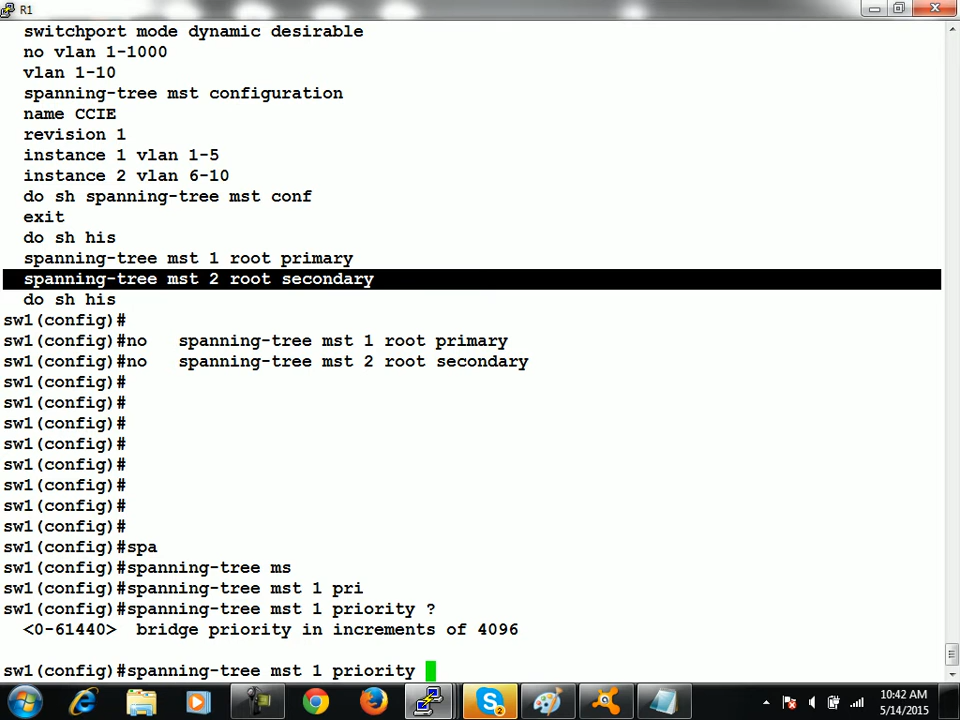 R1
switchport mode dynamic desirable
no vlan 1-1000
vlan 1-10
spanning-tree mst configuration
name CCIE
revision 1
instance 1 vlan 1-5
instance 2 vlan 6-10
do sh spanning-tree mst conf
exit
do sh his
spanning-tree mst 1 root primary
spanning-tree mst 2 root secondary
do sh his
sw1(config)#
sw1(config)#no   spanning-tree mst 1 root primary
sw1(config)#no   spanning-tree mst 2 root secondary
sw1(config)#
sw1(config)#
sw1(config)#
sw1(config)#
sw1(config)#
sw1(config)#
sw1(config)#
sw1(config)#
sw1(config)#spa
sw1(config)#spanning-tree ms
sw1(config)#spanning-tree mst 1 pri
sw1(config)#spanning-tree mst 1 priority ?
<0-61440>  bridge priority in increments of 4096
sw1(config)#spanning-tree mst 1 priority
2
10:42 AM
5/14/2015